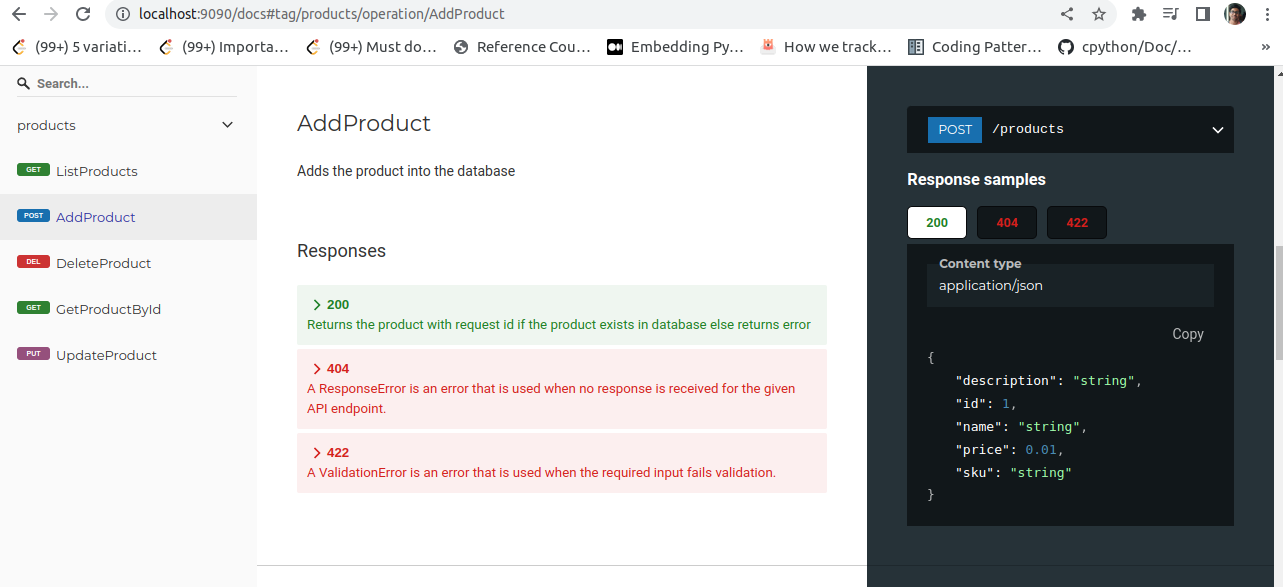 localhost:9090/docs#tag/products/operation/AddProduct
(99+) 5 variati... (99+) Importa... (99+) Must do... Reference Cou... Embedding Py... How we track... Coding Patter... cpython/Doc/... »
Search...
products
GET ListProducts
POST AddProduct
DEL DeleteProduct
GET GetProductById
PUT UpdateProduct
AddProduct
Adds the product into the database
Responses
200
Returns the product with request id if the product exists in database else returns error
404
A ResponseError is an error that is used when no response is received for the given
API endpoint.
422
A ValidationError is an error that is used when the required input fails validation.
POST /products
Response samples
200 404 422
Content type
application/json
Copy
{
"description": "string",
"id": 1,
"name": "string",
"price": 0.01,
"sku": "string"
}